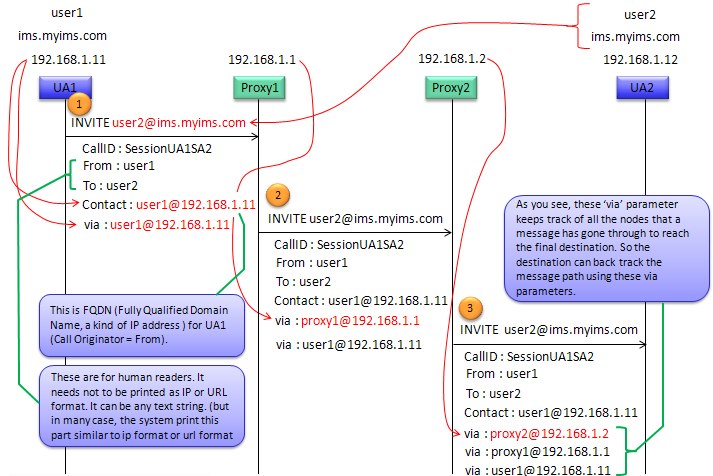 user1
ims.myims.com
192.168.1.11
192.168.1.1
192.168.1.2
user2
ims.myims.com
192.168.1.12
UA1
Proxy1
Proxy2
UA2
1
INVITE user2@ims.myims.com
CallID : SessionUA1SA2
From : user1
To : user2
Contact : user1@192.168.1.11
via : user1@192.168.1.11
2
INVITE user2@ims.myims.com
CallID : SessionUA1SA2
From : user1
To : user2
Contact : user1@192.168.1.11
via : proxy1@192.168.1.1
via : user1@192.168.1.11
3
INVITE user2@ims.myims.com
CallID : SessionUA1SA2
From : user1
To : user2
Contact : user1@192.168.1.11
via : proxy2@192.168.1.2
via : proxy1@192.168.1.1
via : user1@192.168.1.11
As you see, these ‘via’ parameter
keeps track of all the nodes that a
message has gone through to reach
the final destination. So the
destination can back track the
message path using these via
parameters.
This is FQDN (Fully Qualified Domain
Name, a kind of IP address ) for UA1
(Call Originator = From).
These are for human readers. It
needs not to be printed as IP or URL
format. It can be any text string. (but
in many case, the system print this
part similar to ip format or url format